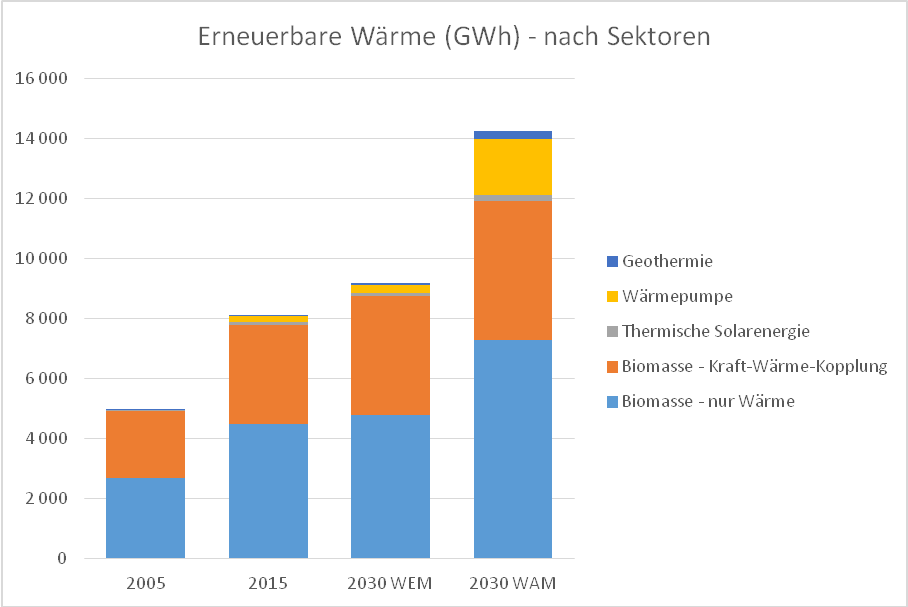 Erneuerbare Wärme (GWh) - nach Sektoren
16 000
14 000
12 000
10 000
8 000
6 000
4 000
2 000
0
2005
2015
2030 WEM
2030 WAM
Geothermie
Wärmepumpe
Thermische Solarenergie
Biomasse - Kraft-Wärme-Kopplung
Biomasse - nur Wärme